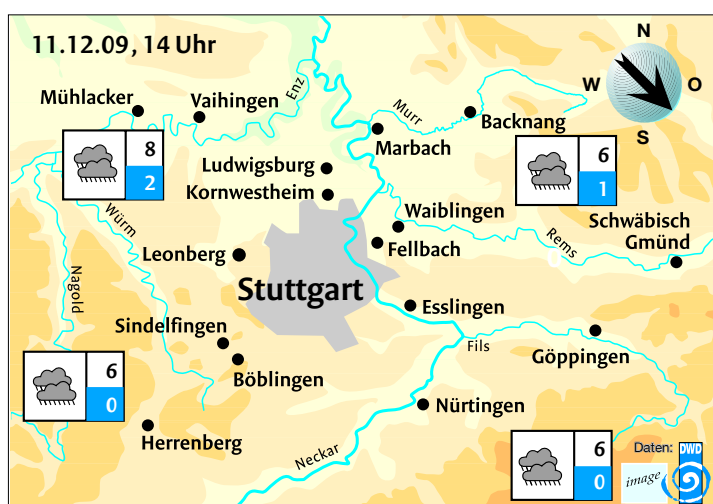 11.12.09, 14 Uhr
N
W
O
S
Mühlacker
Vaihingen
Enz
Murr
Backnang
Marbach
8
2
6
1
Ludwigsburg
Kornwestheim
Waiblingen
Rems
Schwäbisch
Gmünd
Würm
Fellbach
Leonberg
Nagold
Stuttgart
Esslingen
Sindelfingen
Fils
Göppingen
6
0
Böblingen
Nürtingen
Herrenberg
Neckar
6
0
Daten:
DWD
image